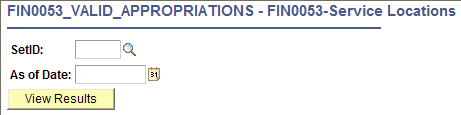 FIN0053_VALID_APPROPRIATIONS - FIN0053-Service Locations
SetID:
As of Date: 31
View Results